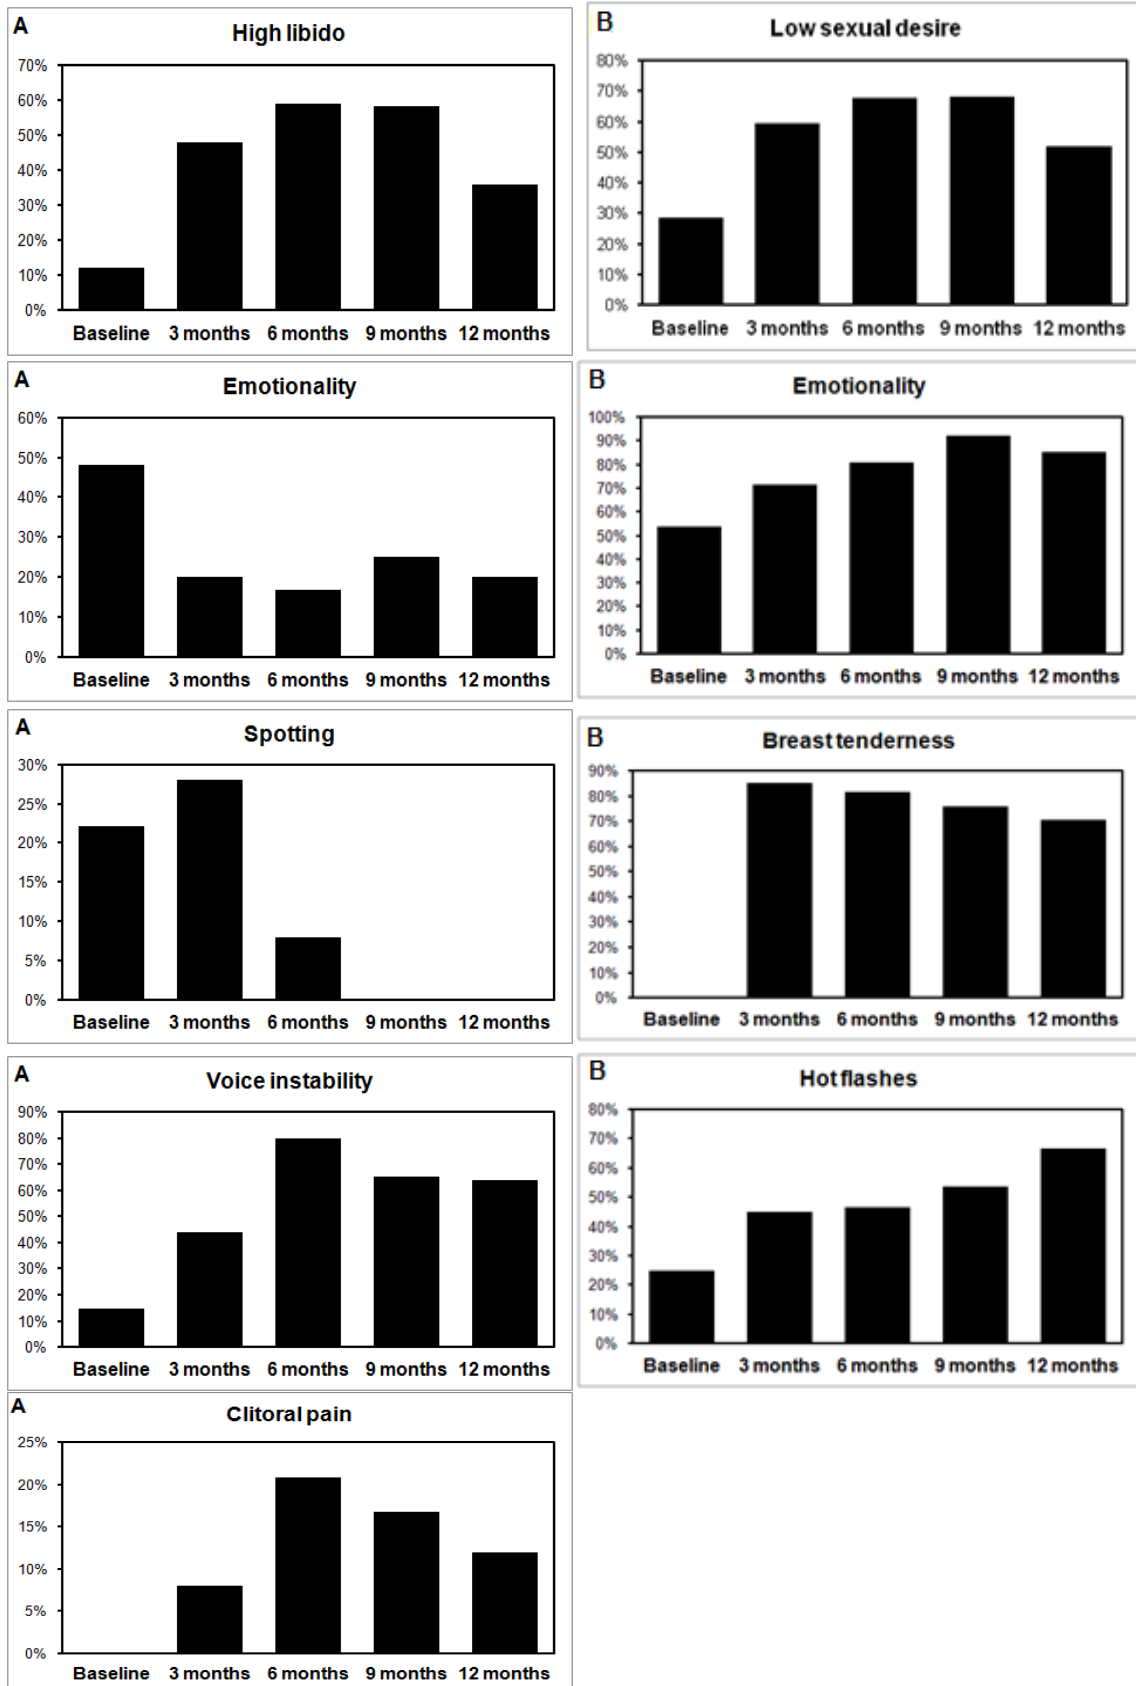 A
High libido
70%
60%
50%
40%
30%
20%
10%
0%
Baseline 3 months 6 months 9 months 12 months
B
Low sexual desire
80%
70%
60%
50%
40%
30%
20%
10%
0%
Baseline 3 months 6 months 9 months 12 months
A
Emotionality
60%
50%
40%
30%
20%
10%
0%
Baseline 3 months 6 months 9 months 12 months
B
Emotionality
100%
90%
80%
70%
60%
50%
40%
30%
20%
10%
0%
Baseline 3 months 6 months 9 months 12 months
A
Spotting
30%
25%
20%
15%
10%
5%
0%
Baseline 3 months 6 months 9 months 12 months
B
Breast tenderness
90%
80%
70%
60%
50%
40%
30%
20%
10%
0%
Baseline 3 months 6 months 9 months 12 months
A
Voice instability
90%
80%
70%
60%
50%
40%
30%
20%
10%
0%
Baseline 3 months 6 months 9 months 12 months
B
Hot flashes
80%
70%
60%
50%
40%
30%
20%
10%
0%
Baseline 3 months 6 months 9 months 12 months
A
Clitoral pain
25%
20%
15%
10%
5%
0%
Baseline 3 months 6 months 9 months 12 months